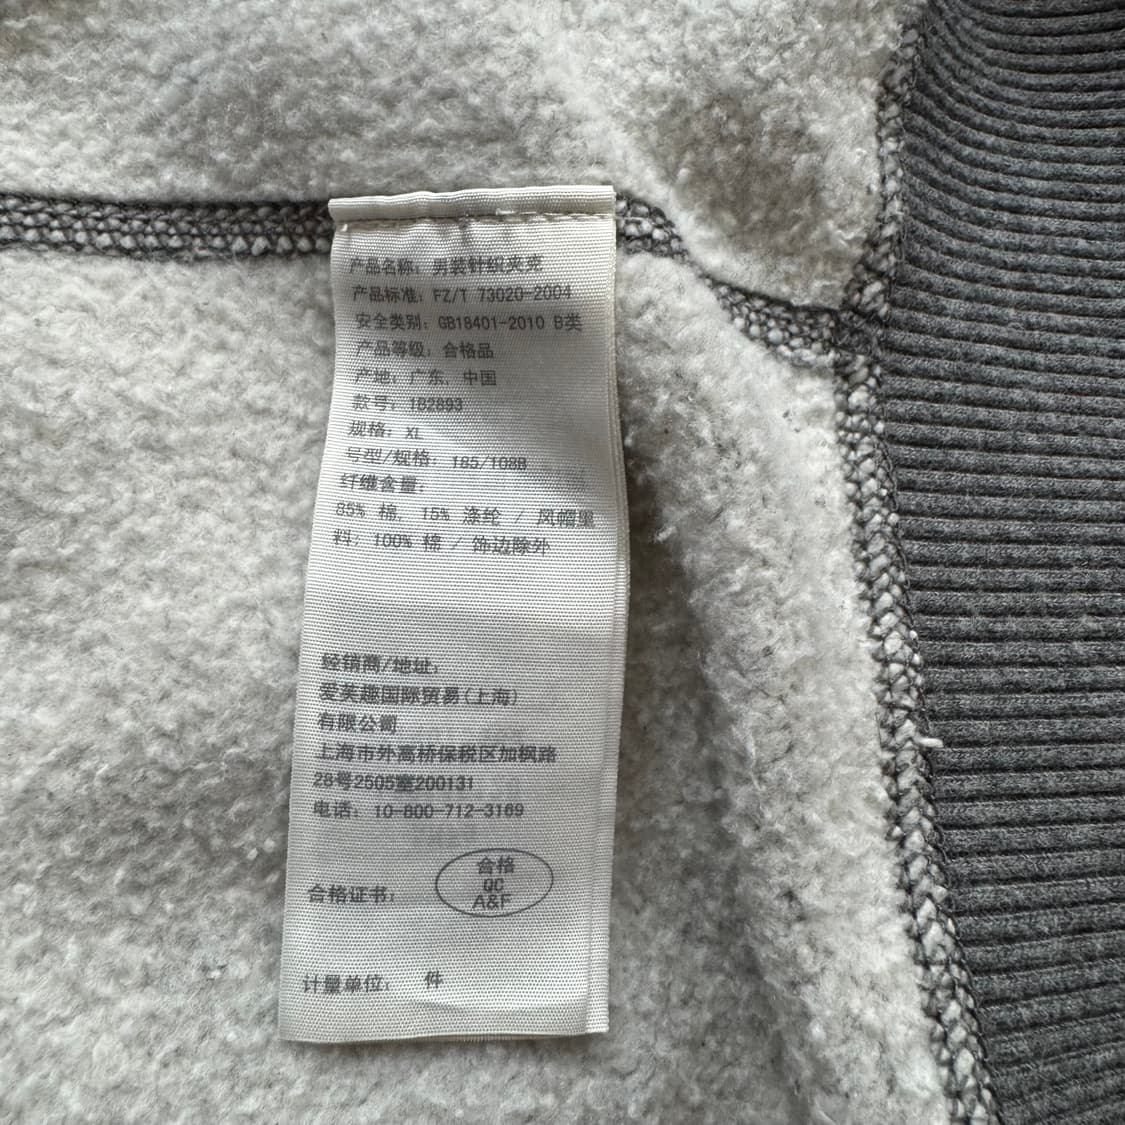 产品名称：男装针织夹克
产品标准：FZ/T 73020-2004
安全类别：GB18401-2010 B类
产品等级：合格品
产地：广东，中国
款号：182893
规格：XL
号型/规格：185/108B
纤维含量：
85% 棉，15% 涤纶 / 风帽里
料：100% 棉 / 饰边除外
经销商/地址：
爱芙趣国际贸易(上海)
有限公司
上海市外高桥保税区加枫路
28号2505室200131
电话：10-800-712-3169
合格证书：
合格
QC
A&F
计量单位： 件